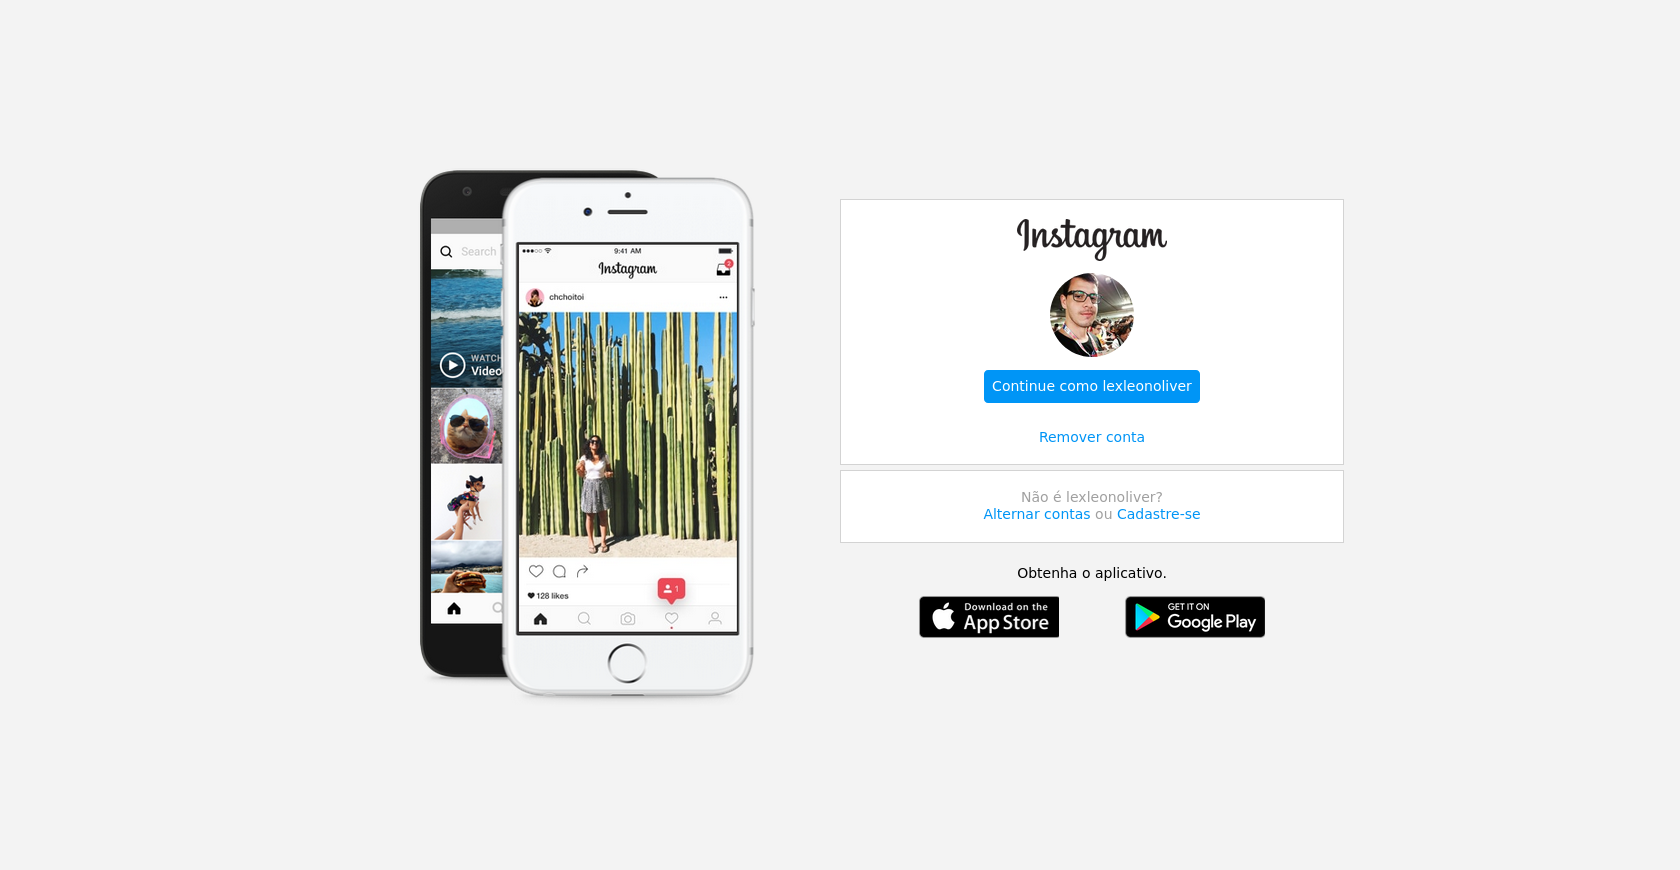 Search
WATCH
Video
9:41 AM
Instagram
2
chchoitoi
128 likes
1
Instagram
Continue como lexleonoliver
Remover conta
Não é lexleonoliver?
Alternar contas ou Cadastre-se
Obtenha o aplicativo.
Download on the
App Store
GET IT ON
Google Play